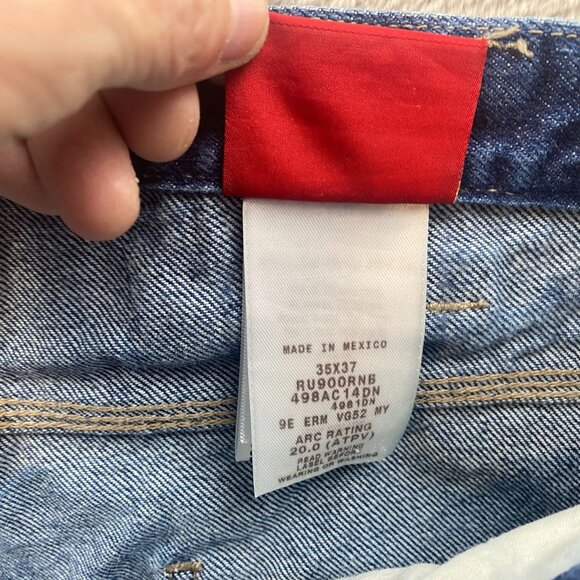 MADE IN MEXICO
35X37
RU900RNB
498AC14DN
4981DN
9E ERM VG52 MY
ARC RATING
20.0 (ATPV)
READ WARNING
LABEL BEFORE
WEARING OR WASHING